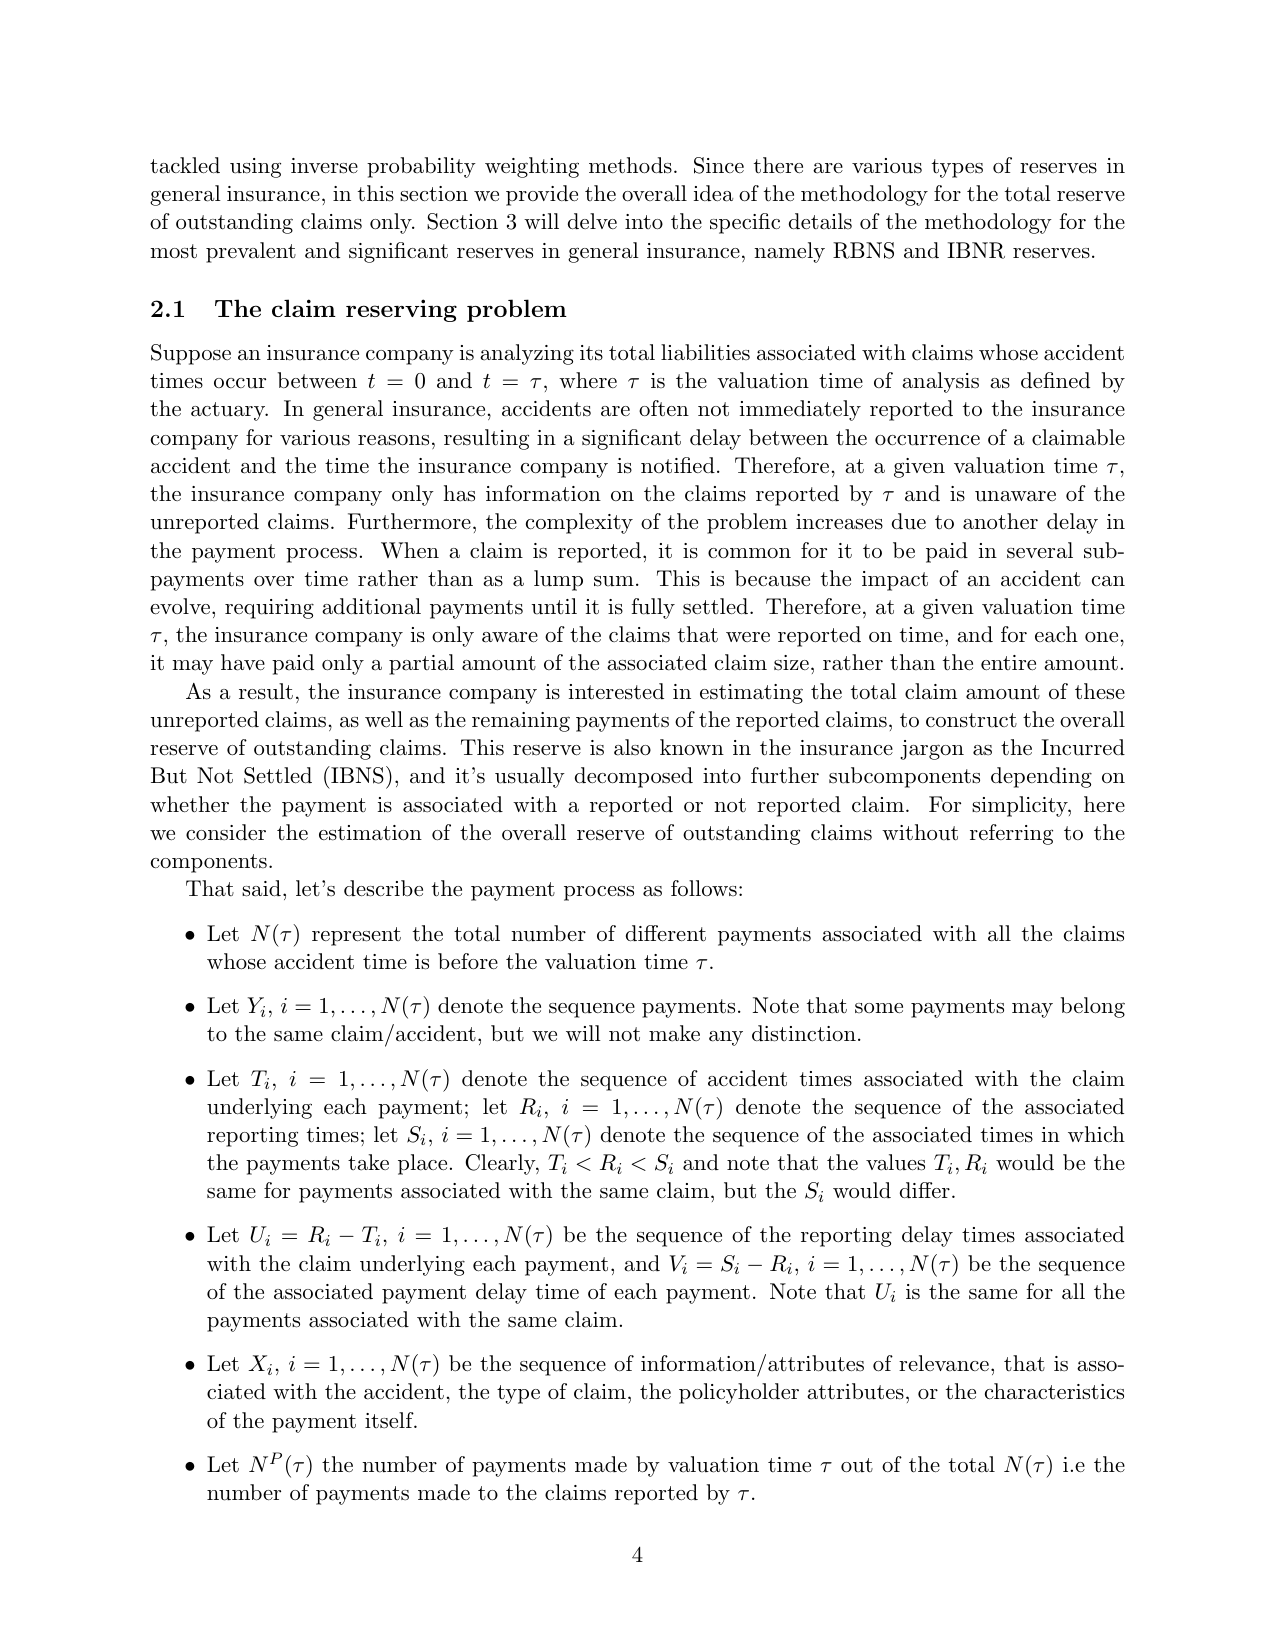 tackled using inverse probability weighting methods. Since there are various types of reserves in
general insurance, in this section we provide the overall idea of the methodology for the total reserve
of outstanding claims only. Section 3 will delve into the specific details of the methodology for the
most prevalent and significant reserves in general insurance, namely RBNS and IBNR reserves.
2.1 The claim reserving problem
Suppose an insurance company is analyzing its total liabilities associated with claims whose accident
times occur between t = 0 and t = τ, where τ is the valuation time of analysis as defined by
the actuary. In general insurance, accidents are often not immediately reported to the insurance
company for various reasons, resulting in a significant delay between the occurrence of a claimable
accident and the time the insurance company is notified. Therefore, at a given valuation time τ,
the insurance company only has information on the claims reported by τ and is unaware of the
unreported claims. Furthermore, the complexity of the problem increases due to another delay in
the payment process. When a claim is reported, it is common for it to be paid in several sub-
payments over time rather than as a lump sum. This is because the impact of an accident can
evolve, requiring additional payments until it is fully settled. Therefore, at a given valuation time
τ, the insurance company is only aware of the claims that were reported on time, and for each one,
it may have paid only a partial amount of the associated claim size, rather than the entire amount.
As a result, the insurance company is interested in estimating the total claim amount of these
unreported claims, as well as the remaining payments of the reported claims, to construct the overall
reserve of outstanding claims. This reserve is also known in the insurance jargon as the Incurred
But Not Settled (IBNS), and it's usually decomposed into further subcomponents depending on
whether the payment is associated with a reported or not reported claim. For simplicity, here
we consider the estimation of the overall reserve of outstanding claims without referring to the
components.
That said, let's describe the payment process as follows:
• Let N(τ) represent the total number of different payments associated with all the claims
whose accident time is before the valuation time τ.
• Let Y_i, i = 1, . . . , N(τ) denote the sequence payments. Note that some payments may belong
to the same claim/accident, but we will not make any distinction.
• Let T_i, i = 1, . . . , N(τ) denote the sequence of accident times associated with the claim
underlying each payment; let R_i, i = 1, . . . , N(τ) denote the sequence of the associated
reporting times; let S_i, i = 1, . . . , N(τ) denote the sequence of the associated times in which
the payments take place. Clearly, T_i < R_i < S_i and note that the values T_i, R_i would be the
same for payments associated with the same claim, but the S_i would differ.
• Let U_i = R_i − T_i, i = 1, . . . , N(τ) be the sequence of the reporting delay times associated
with the claim underlying each payment, and V_i = S_i − R_i, i = 1, . . . , N(τ) be the sequence
of the associated payment delay time of each payment. Note that U_i is the same for all the
payments associated with the same claim.
• Let X_i, i = 1, . . . , N(τ) be the sequence of information/attributes of relevance, that is asso-
ciated with the accident, the type of claim, the policyholder attributes, or the characteristics
of the payment itself.
• Let N^P(τ) the number of payments made by valuation time τ out of the total N(τ) i.e the
number of payments made to the claims reported by τ.
4